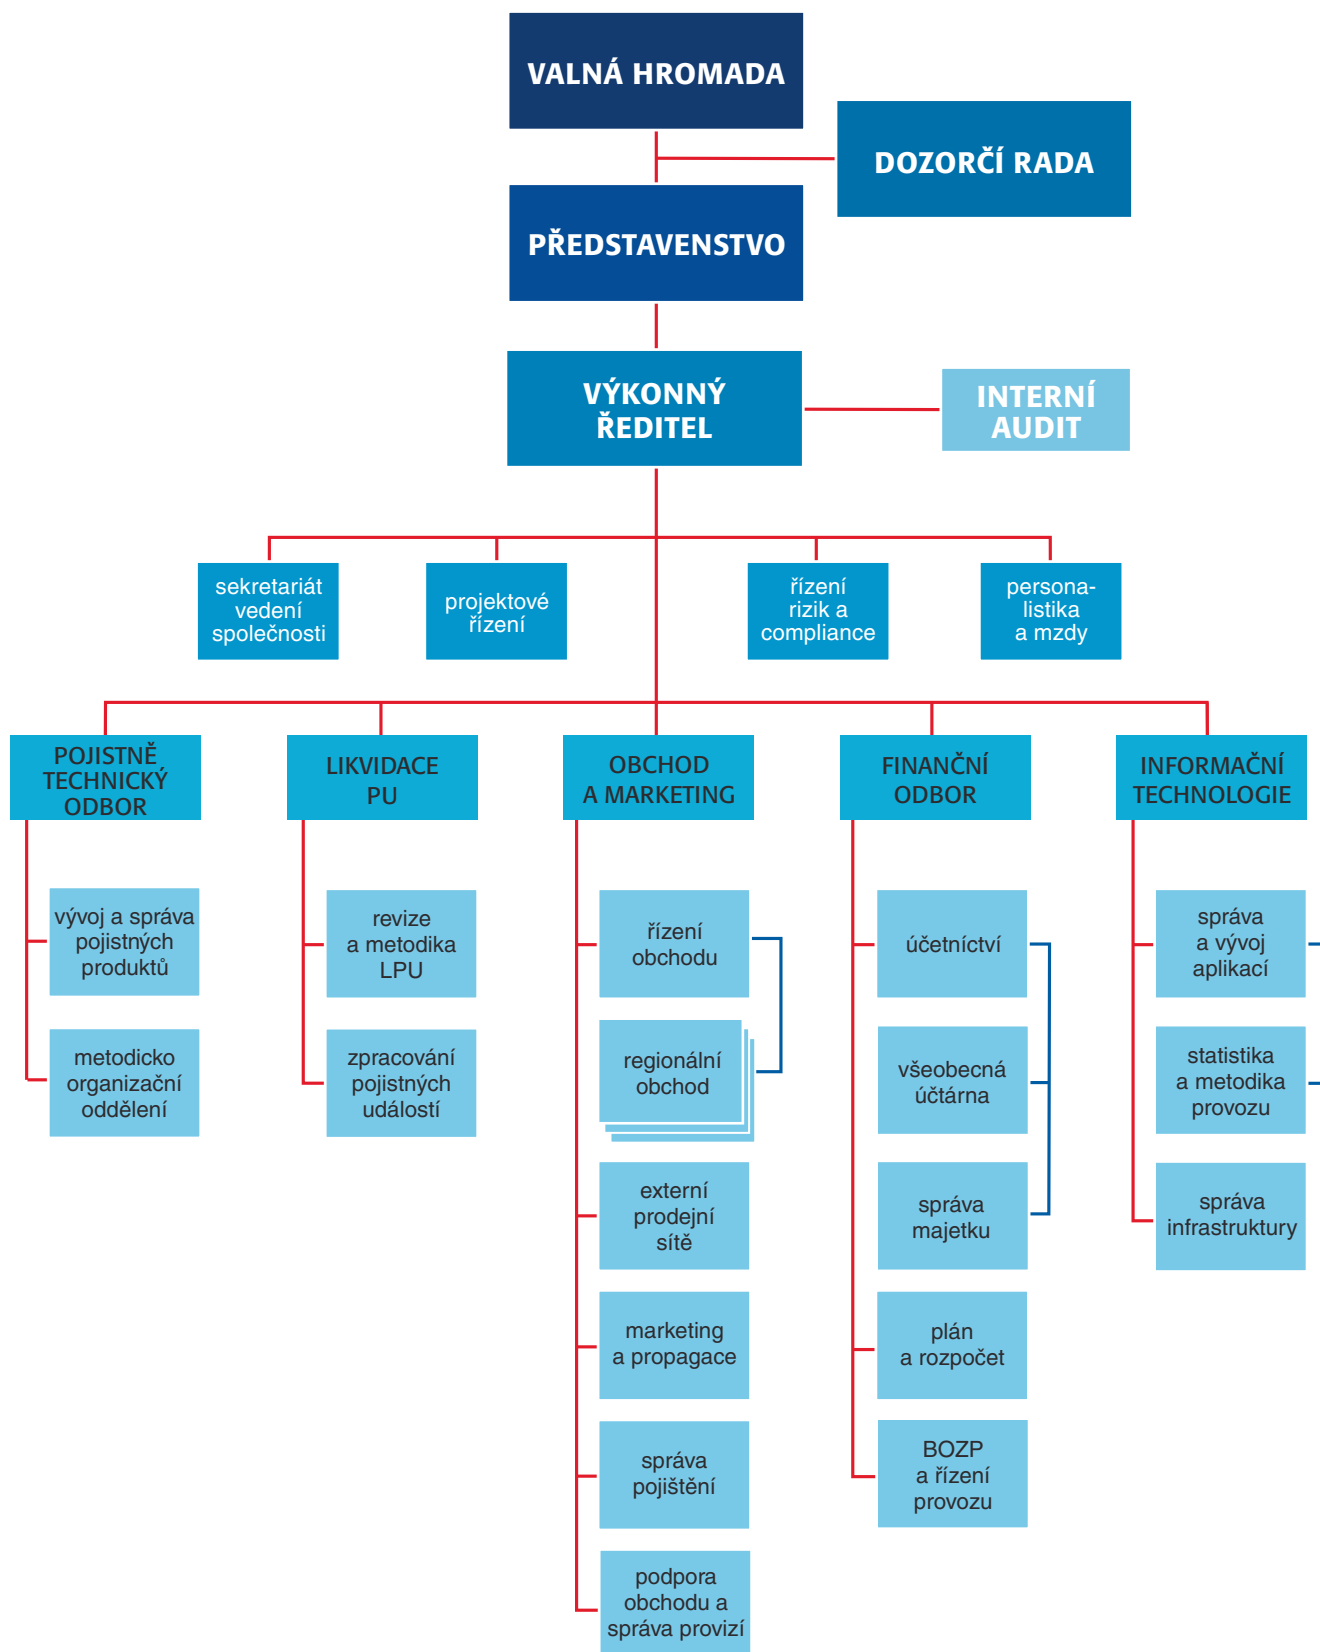 VALNÁ HROMADA
DOZORČÍ RADA
PŘEDSTAVENSTVO
VÝKONNÝ
ŘEDITEL
INTERNÍ
AUDIT
sekretariát
vedení
společnosti
projektové
řízení
řízení
rizik a
compliance
persona-
listika
a mzdy
POJISTNĚ
TECHNICKÝ
ODBOR
LIKVIDACE
PU
OBCHOD
A MARKETING
FINANČNÍ
ODBOR
INFORMAČNÍ
TECHNOLOGIE
vývoj a správa
pojistných
produktů
metodicko
organizační
oddělení
revize
a metodika
LPU
zpracování
pojistných
událostí
řízení
obchodu
regionální
obchod
externí
prodejní
sítě
marketing
a propagace
správa
pojištění
podpora
obchodu a
správa provizí
účetníctví
všeobecná
účtárna
správa
majetku
plán
a rozpočet
BOZP
a řízení
provozu
správa
a vývoj
aplikací
statistika
a metodika
provozu
správa
infrastruktury